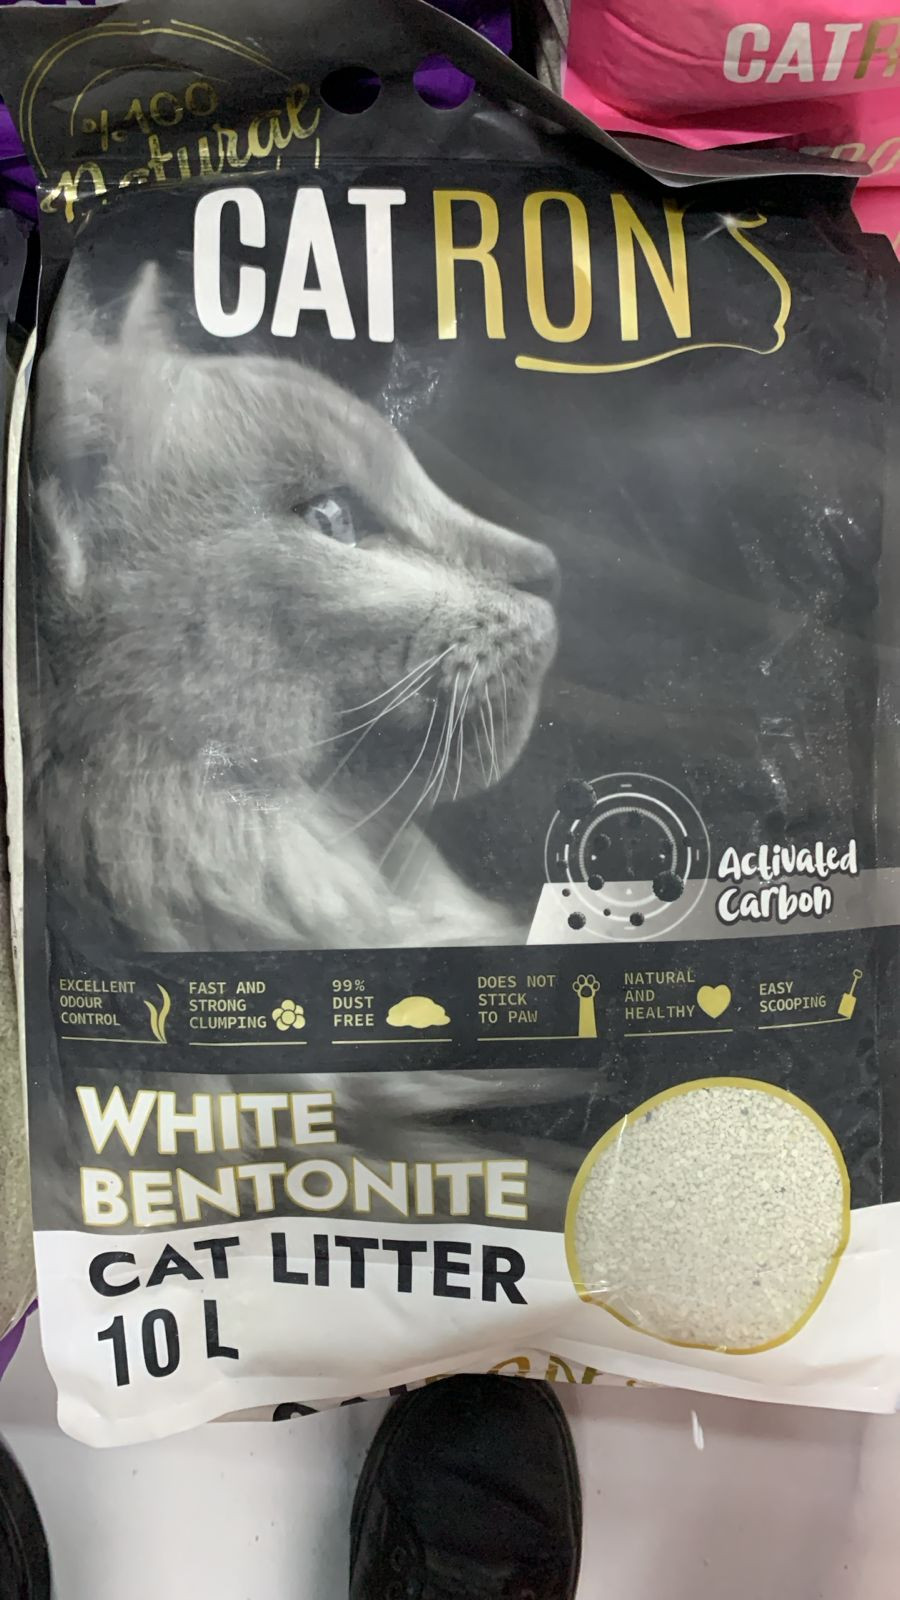 %100
Natural
CATRON
CATR
Activated
Carbon
EXCELLENT
ODOUR
CONTROL
FAST AND
STRONG
CLUMPING
99%
DUST
FREE
DOES NOT
STICK
TO PAW
NATURAL
AND
HEALTHY
EASY
SCOOPING
WHITE
BENTONITE
CAT LITTER
10 L